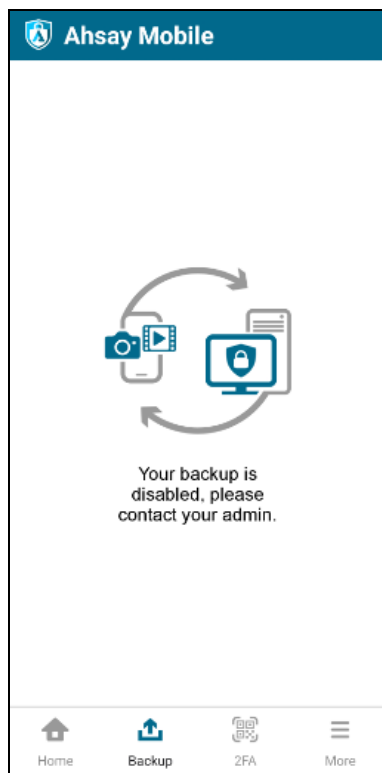 Ahsay Mobile
Your backup is
disabled, please
contact your admin.
Home Backup 2FA More